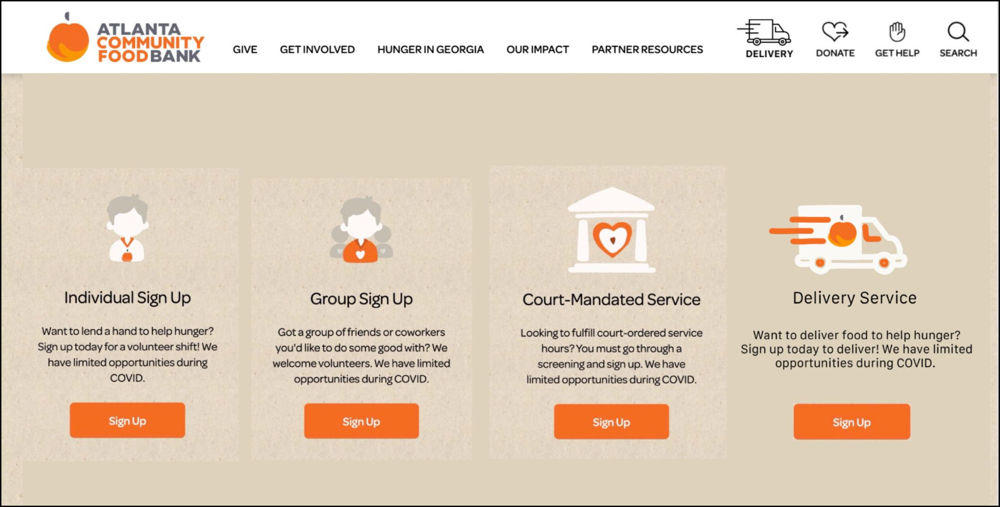 ATLANTA
COMMUNITY
FOODBANK
GIVE
GET INVOLVED
HUNGER IN GEORGIA
OUR IMPACT
PARTNER RESOURCES
DELIVERY
DONATE
GET HELP
SEARCH
Individual Sign Up
Want to lend a hand to help hunger?
Sign up today for a volunteer shift! We
have limited opportunities during
COVID.
Sign Up
Group Sign Up
Got a group of friends or coworkers
you'd like to do some good with? We
welcome volunteers. We have limited
opportunities during COVID.
Sign Up
Court-Mandated Service
Looking to fulfill court-ordered service
hours? You must go through a
screening and sign up. We have
limited opportunities during COVID.
Sign Up
Delivery Service
Want to deliver food to help hunger?
Sign up today to deliver! We have limited
opportunities during COVID.
Sign Up